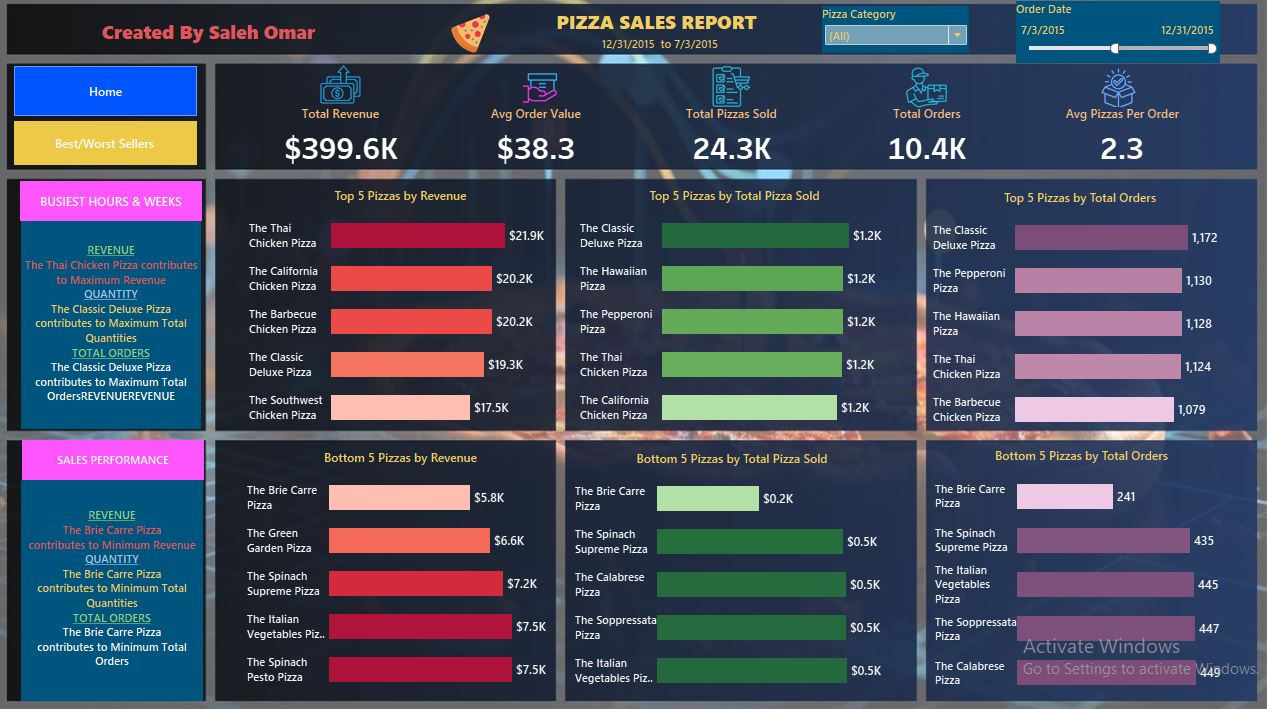 Created By Saleh Omar
PIZZA SALES REPORT
12/31/2015 to 7/3/2015
Pizza Category
(All)
Order Date
7/3/2015
12/31/2015
Home
Best/Worst Sellers
Total Revenue
$399.6K
Avg Order Value
$38.3
Total Pizzas Sold
24.3K
Total Orders
10.4K
Avg Pizzas Per Order
2.3
BUSIEST HOURS & WEEKS
REVENUE
The Thai Chicken Pizza contributes
to Maximum Revenue
QUANTITY
The Classic Deluxe Pizza
contributes to Maximum Total
Quantities
TOTAL ORDERS
The Classic Deluxe Pizza
contributes to Maximum Total
OrdersREVENUEREVENUE
Top 5 Pizzas by Revenue
The Thai
Chicken Pizza
$21.9K
The California
Chicken Pizza
$20.2K
The Barbecue
Chicken Pizza
$20.2K
The Classic
Deluxe Pizza
$19.3K
The Southwest
Chicken Pizza
$17.5K
Top 5 Pizzas by Total Pizza Sold
The Classic
Deluxe Pizza
$1.2K
The Hawaiian
Pizza
$1.2K
The Pepperoni
Pizza
$1.2K
The Thai
Chicken Pizza
$1.2K
The California
Chicken Pizza
$1.2K
Top 5 Pizzas by Total Orders
The Classic
Deluxe Pizza
1,172
The Pepperoni
Pizza
1,130
The Hawaiian
Pizza
1,128
The Thai
Chicken Pizza
1,124
The Barbecue
Chicken Pizza
1,079
SALES PERFORMANCE
REVENUE
The Brie Carre Pizza
contributes to Minimum Revenue
QUANTITY
The Brie Carre Pizza
contributes to Minimum Total
Quantities
TOTAL ORDERS
The Brie Carre Pizza
contributes to Minimum Total
Orders
Bottom 5 Pizzas by Revenue
The Brie Carre
Pizza
$5.8K
The Green
Garden Pizza
$6.6K
The Spinach
Supreme Pizza
$7.2K
The Italian
Vegetables Piz..
$7.5K
The Spinach
Pesto Pizza
$7.5K
Bottom 5 Pizzas by Total Pizza Sold
The Brie Carre
Pizza
$0.2K
The Spinach
Supreme Pizza
$0.5K
The Calabrese
Pizza
$0.5K
The Soppressata
Pizza
$0.5K
The Italian
Vegetables Piz..
$0.5K
Bottom 5 Pizzas by Total Orders
The Brie Carre
Pizza
241
The Spinach
Supreme Pizza
435
The Italian
Vegetables
Pizza
445
The Soppressata
Pizza
447
The Calabrese
Pizza
449
Activate Windows
Go to Settings to activate Windows.